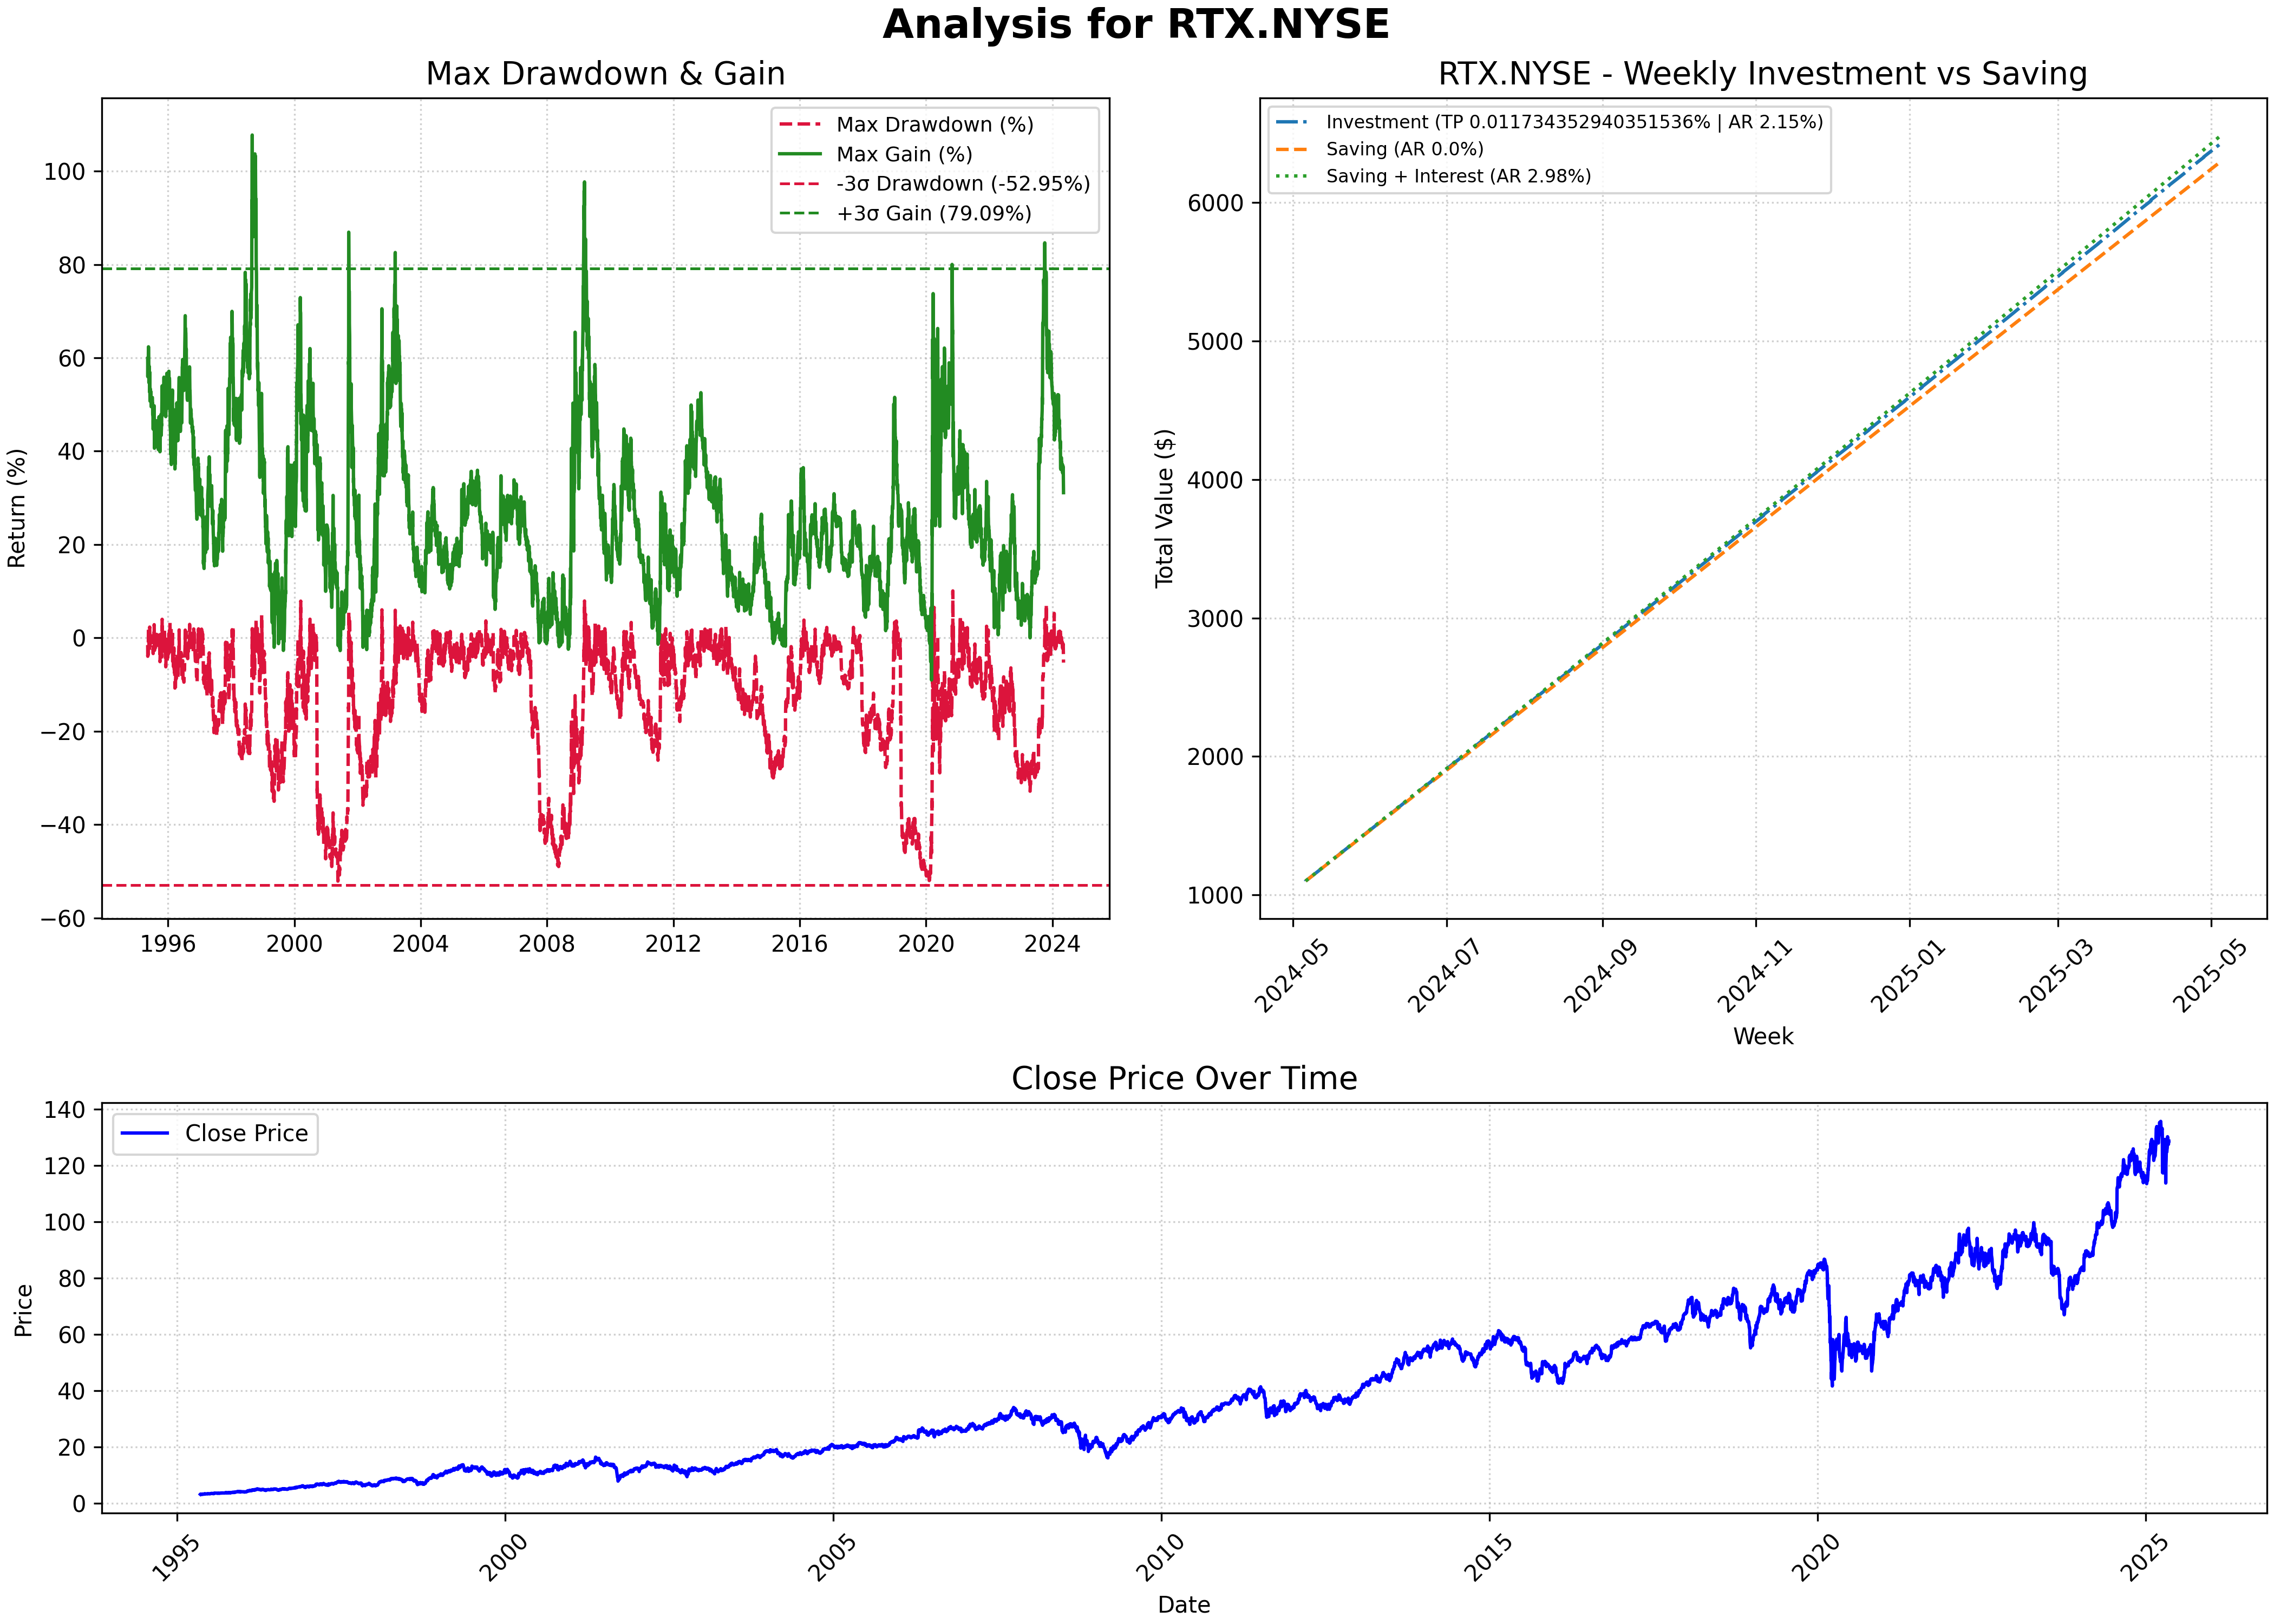 Analysis for RTX.NYSE
Max Drawdown & Gain
Return (%)
100
80
60
40
20
0
−20
−40
−60
1996
2000
2004
2008
2012
2016
2020
2024
Max Drawdown (%)
Max Gain (%)
-3σ Drawdown (-52.95%)
+3σ Gain (79.09%)
RTX.NYSE - Weekly Investment vs Saving
Total Value ($)
6000
5000
4000
3000
2000
1000
2024-05
2024-07
2024-09
2024-11
2025-01
2025-03
2025-05
Week
Investment (TP 0.011734352940351536% | AR 2.15%)
Saving (AR 0.0%)
Saving + Interest (AR 2.98%)
Close Price Over Time
Price
140
120
100
80
60
40
20
0
1995
2000
2005
2010
2015
2020
2025
Date
Close Price